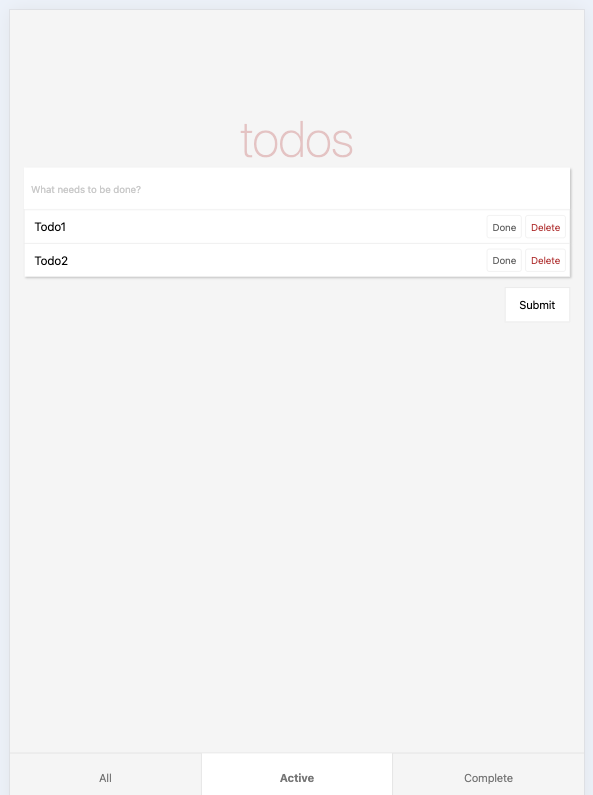 todos
What needs to be done?
Todo1 Done Delete
Todo2 Done Delete
Submit
All Active Complete